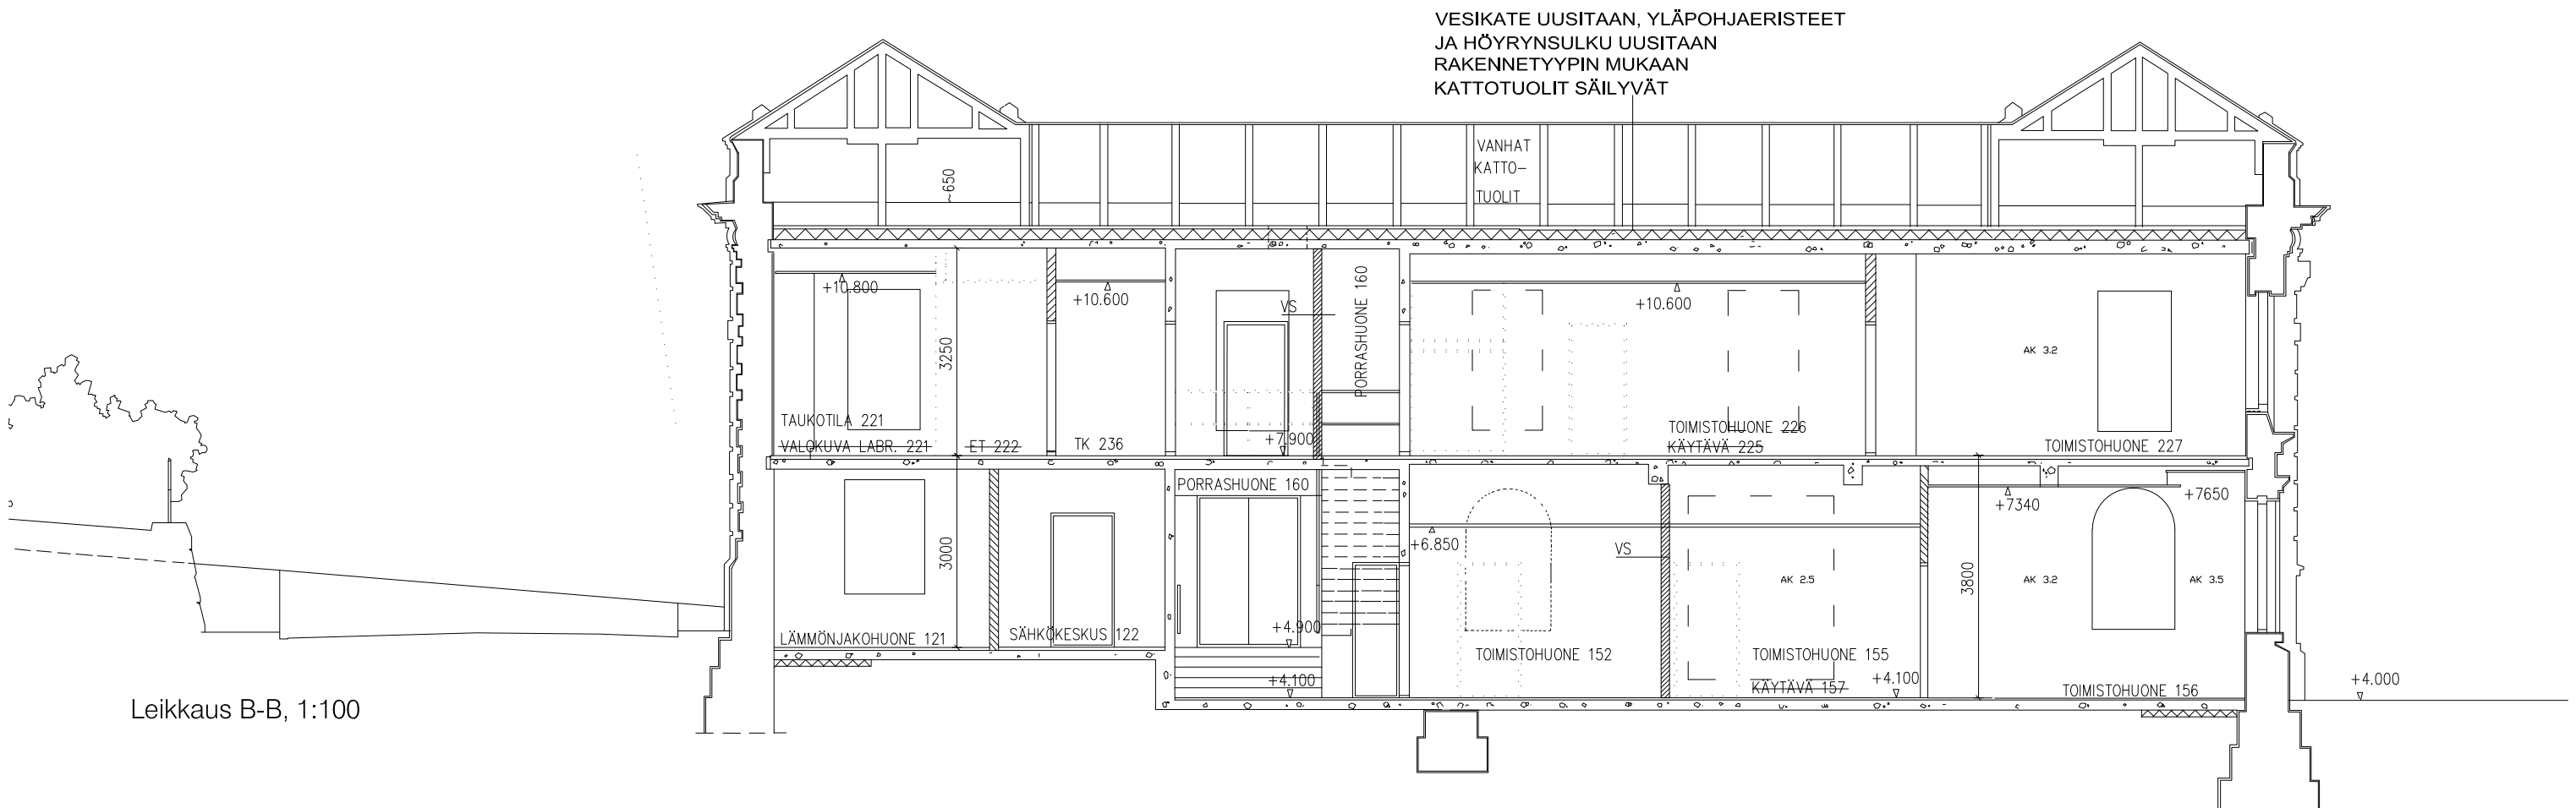 VESIKATE UUSITAAN, YLÄPOHJAERISTEET
JA HÖYRYNSULKU UUSITAAN
RAKENNETYYPIN MUKAAN
KATTOTUOLIT SÄILYVÄT
VANHAT
KATTO-
TUOLIT
~650
+10.800
+10.600
VS
PORRASHUONE 160
+10.600
3250
AK 3.2
TAUKOTILA 221
VALOKUVA LABR. 221
ET 222
TK 236
+7.900
TOIMISTOHUONE 226
KÄYTÄVÄ 225
TOIMISTOHUONE 227
PORRASHUONE 160
+7340
+7650
+6.850
VS
3000
3800
AK 2.5
AK 3.2
AK 3.5
LÄMMÖNJAKOHUONE 121
SÄHKÖKESKUS 122
+4.900
TOIMISTOHUONE 152
TOIMISTOHUONE 155
+4.100
KÄYTÄVÄ 157
+4.100
TOIMISTOHUONE 156
+4.000
Leikkaus B-B, 1:100